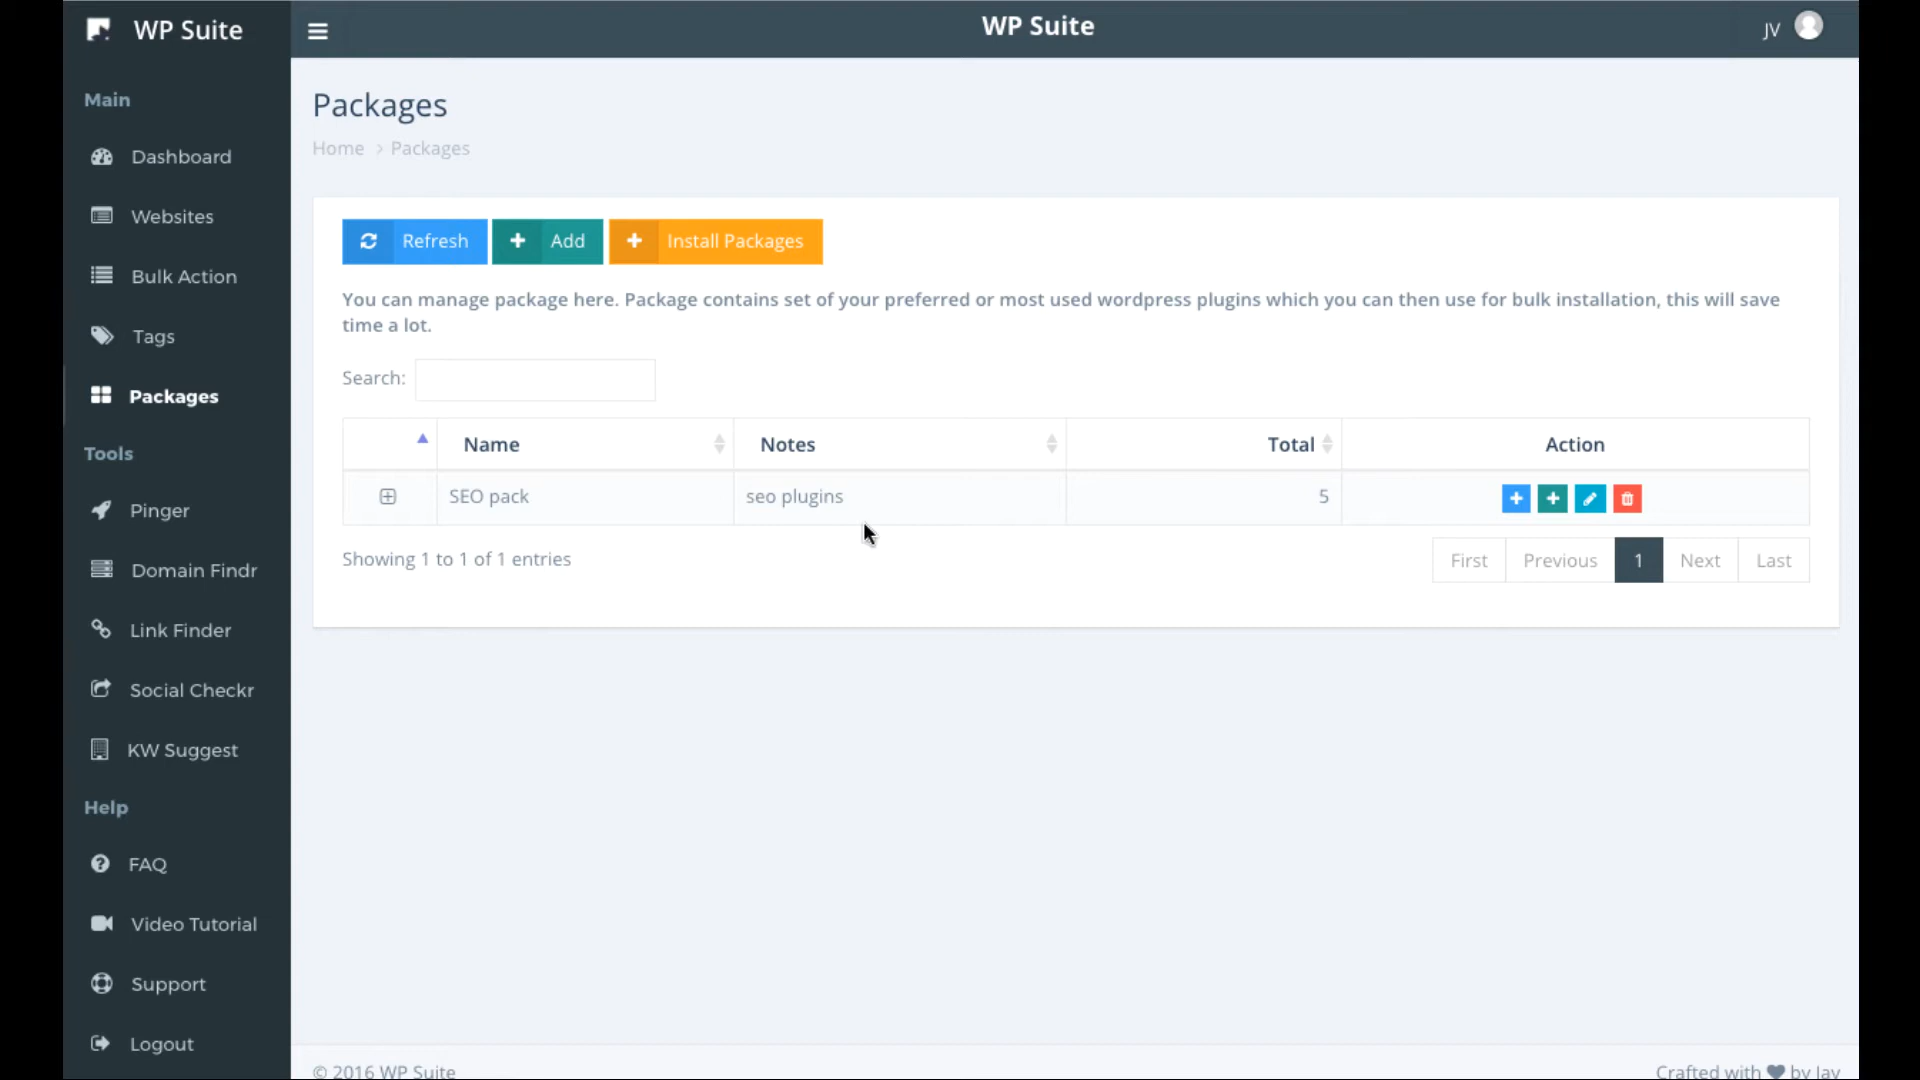 WP Suite
WP Suite
JV
Main
Dashboard
Websites
Bulk Action
Tags
Packages
Tools
Pinger
Domain Findr
Link Finder
Social Checkr
KW Suggest
Help
FAQ
Video Tutorial
Support
Logout
Packages
Home > Packages
Refresh
Add
Install Packages
You can manage package here. Package contains set of your preferred or most used wordpress plugins which you can then use for bulk installation, this will save
time a lot.
Search:
Name Notes Total Action
SEO pack seo plugins 5
Showing 1 to 1 of 1 entries
First Previous 1 Next Last
© 2016 WP Suite
Crafted with ♥ by Jay